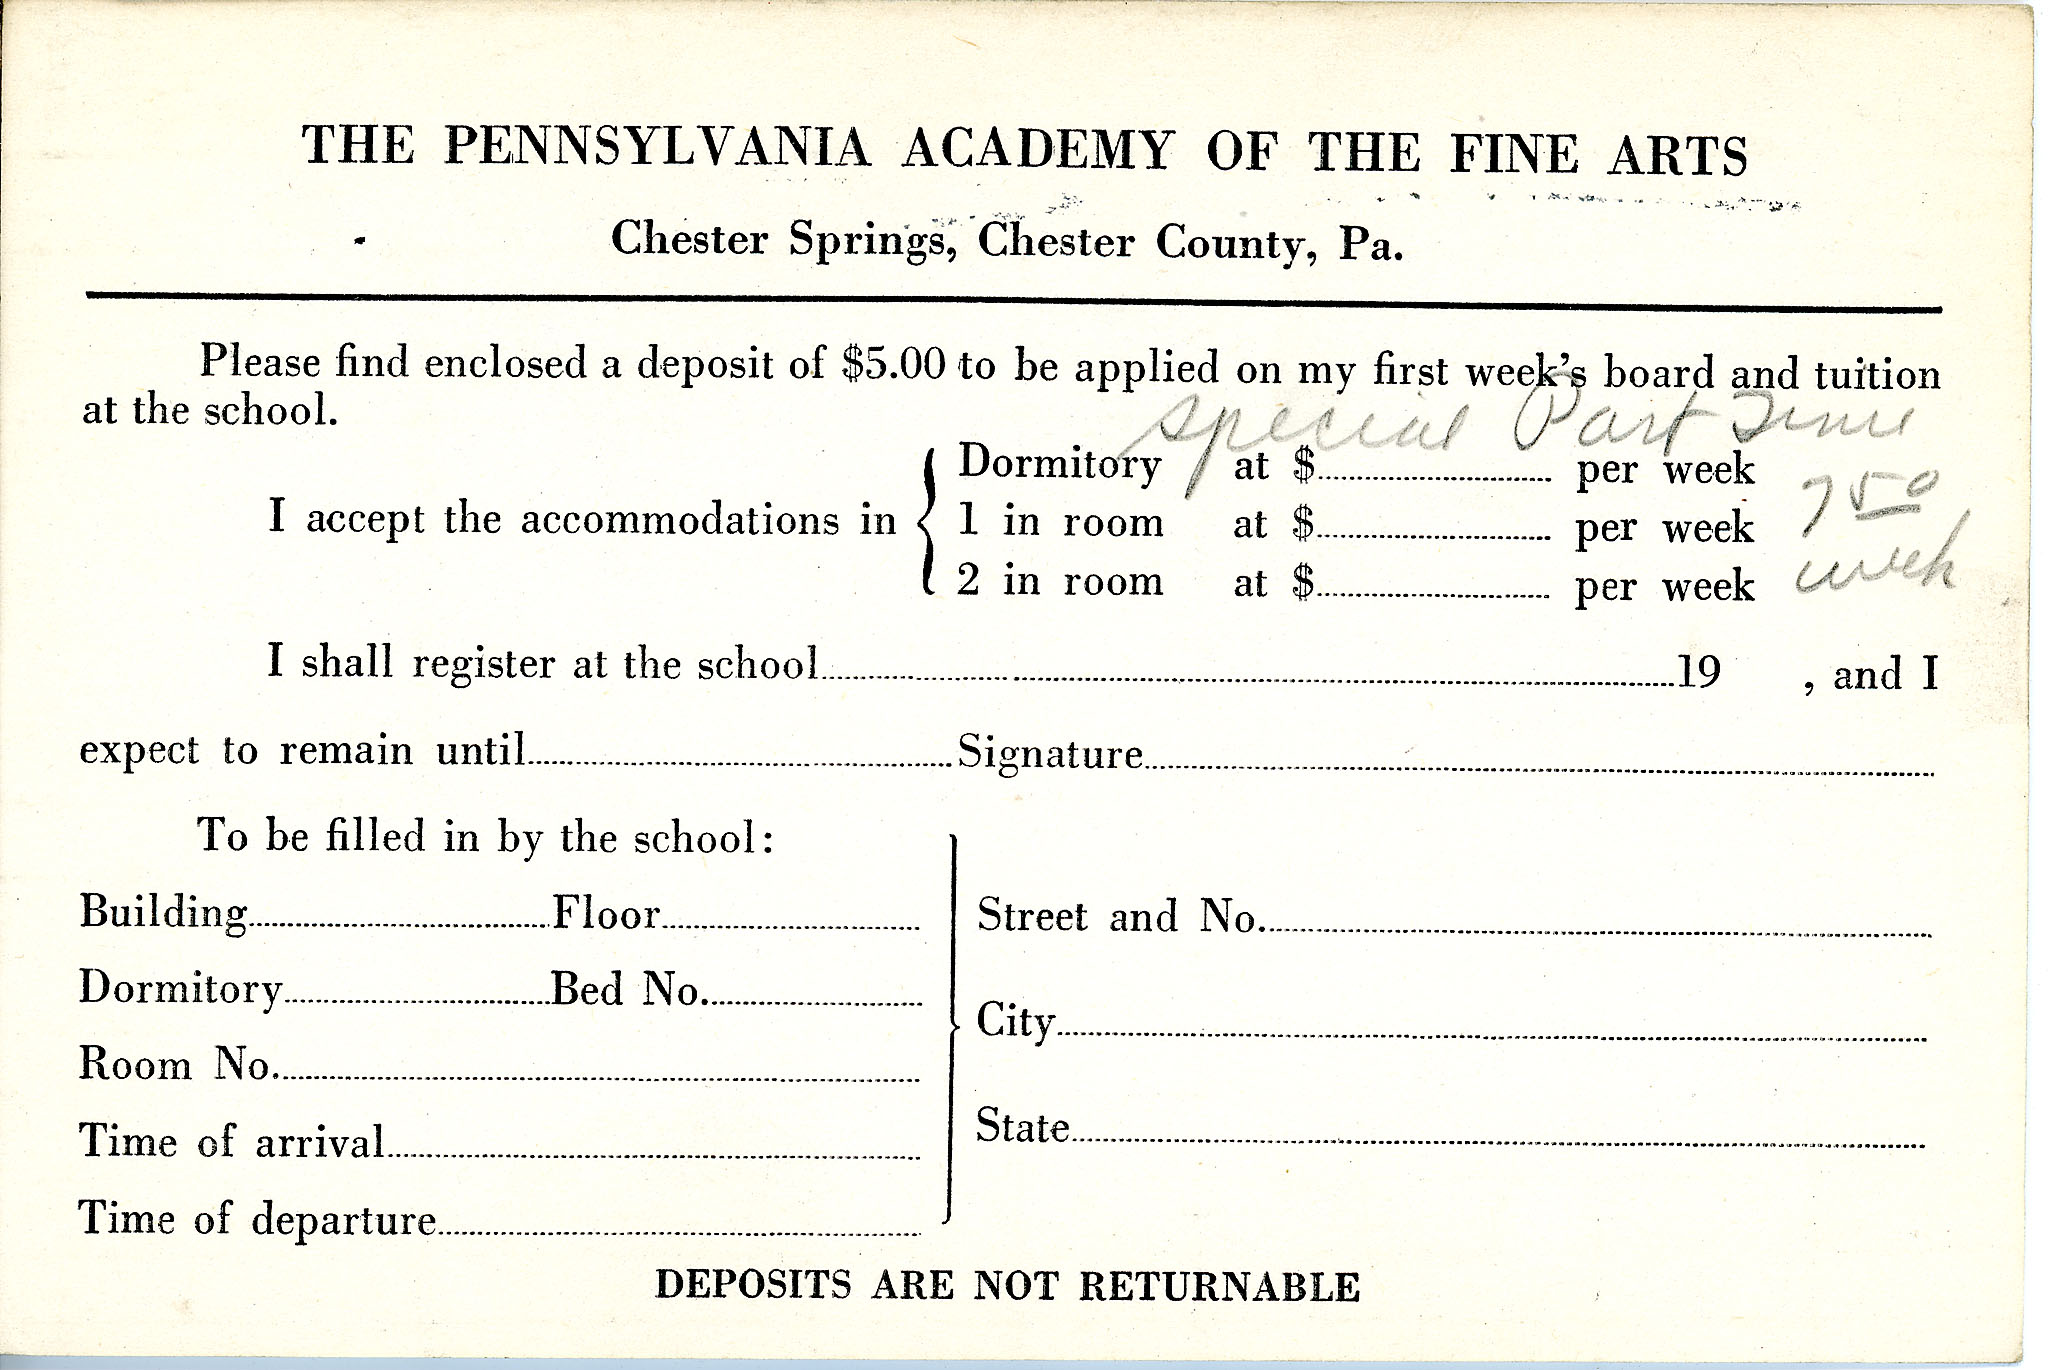 THE PENNSYLVANIA ACADEMY OF THE FINE ARTS
Chester Springs, Chester County, Pa.
Please find enclosed a deposit of $5.00 to be applied on my first week's board and tuition
at the school.
special Part Time
I accept the accommodations in
Dormitory at $ per week
1 in room at $ per week
2 in room at $ per week
7 50
week
I shall register at the school 19 , and I
expect to remain until Signature
To be filled in by the school:
Building Floor
Dormitory Bed No.
Room No.
Time of arrival
Time of departure
Street and No.
City
State
DEPOSITS ARE NOT RETURNABLE